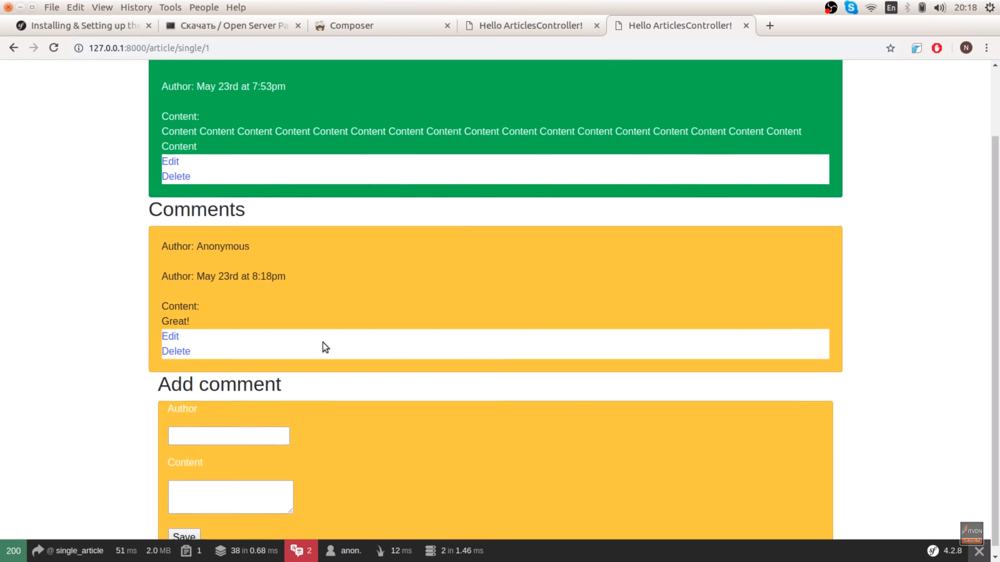 File Edit View History Tools People Help
En 20:18
Installing & Setting up the
Скачать / Open Server Pa
Composer
Hello ArticlesController!
Hello ArticlesController!
127.0.0.1:8000/article/single/1
N
Author: May 23rd at 7:53pm
Content:
Content Content Content Content Content Content Content Content Content Content Content Content Content Content Content Content Content
Content
Edit
Delete
Comments
Author: Anonymous
Author: May 23rd at 8:18pm
Content:
Great!
Edit
Delete
Add comment
Author
Content
Save
ITVDN
Subscribe
200 @ single_article 51 ms 2.0 MB 1 38 in 0.68 ms 2 anon. 12 ms 2 in 1.46 ms sf 4.2.8